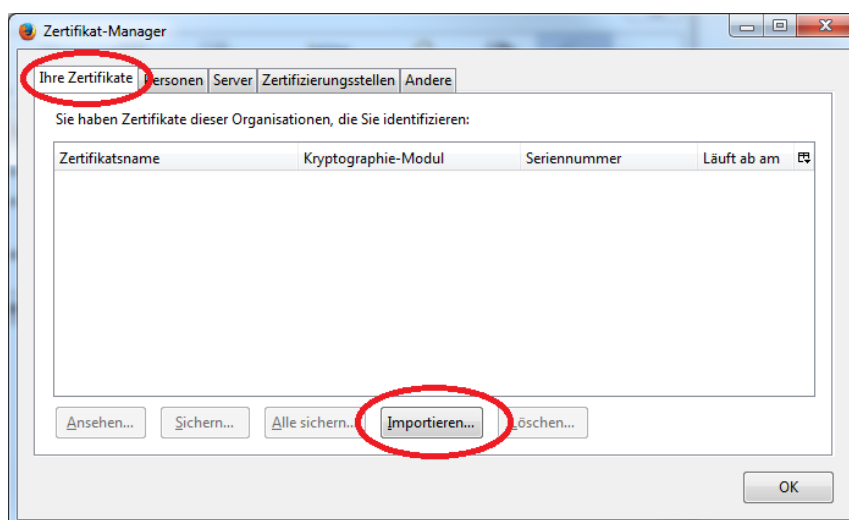 Zertifikat-Manager
Ihre Zertifikate Personen Server Zertifizierungsstellen Andere
Sie haben Zertifikate dieser Organisationen, die Sie identifizieren:
Zertifikatsname Kryptographie-Modul Seriennummer Läuft ab am
Ansehen... Sichern... Alle sichern... Importieren... Löschen...
OK